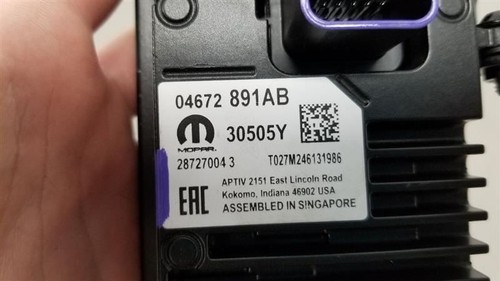 04672 891AB
MOPAR. 30505Y
28727004 3 T027M246131986
EAC APTIV 2151 East Lincoln Road
Kokomo, Indiana 46902 USA
ASSEMBLED IN SINGAPORE